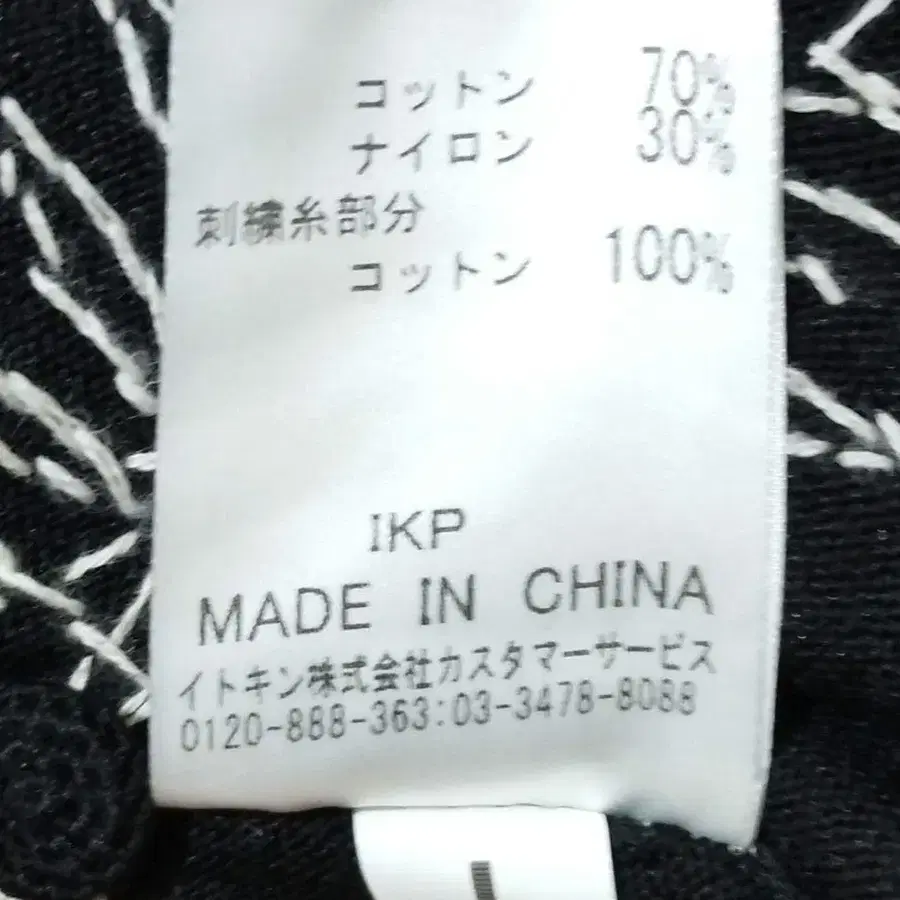 コットン 70%
ナイロン 30%
刺繍糸部分
コットン 100%
IKP
MADE IN CHINA
イトキン株式会社カスタマーサービス
0120-888-363:03-3478-8088